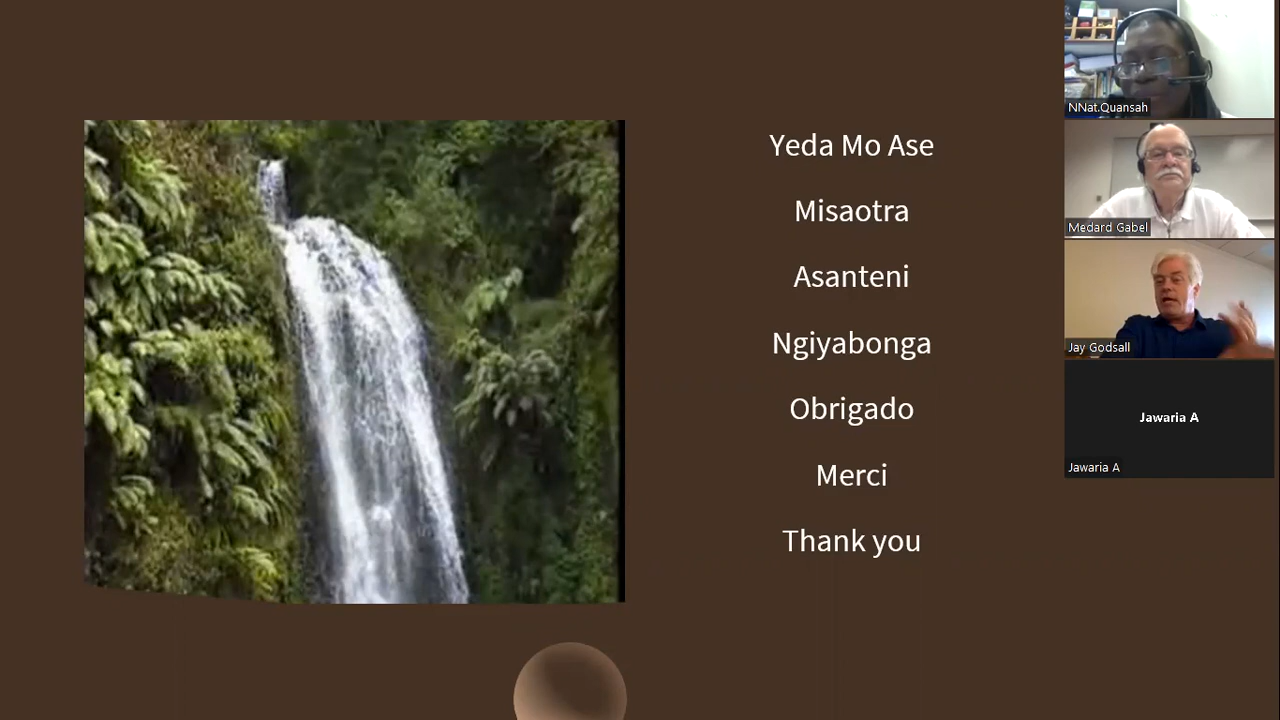 Yeda Mo Ase
Misaotra
Asanteni
Ngiyabonga
Obrigado
Merci
Thank you
NNat.Quansah
Medard Gabel
Jay Godsall
Jawaria A
Jawaria A